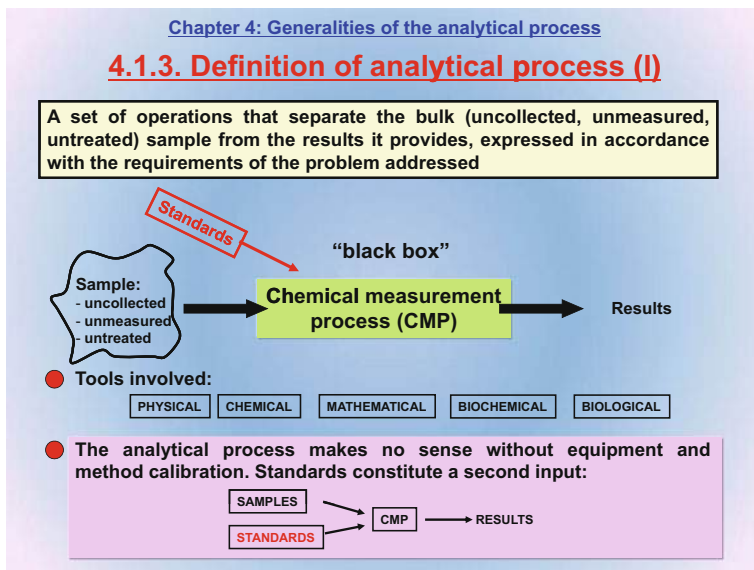 Chapter 4: Generalities of the analytical process
4.1.3. Definition of analytical process (I)
A set of operations that separate the bulk (uncollected, unmeasured,
untreated) sample from the results it provides, expressed in accordance
with the requirements of the problem addressed
Standards
“black box”
Sample:
- uncollected
- unmeasured
- untreated
Chemical measurement
process (CMP)
Results
Tools involved:
PHYSICAL CHEMICAL MATHEMATICAL BIOCHEMICAL BIOLOGICAL
The analytical process makes no sense without equipment and
method calibration. Standards constitute a second input:
SAMPLES
STANDARDS
CMP
RESULTS